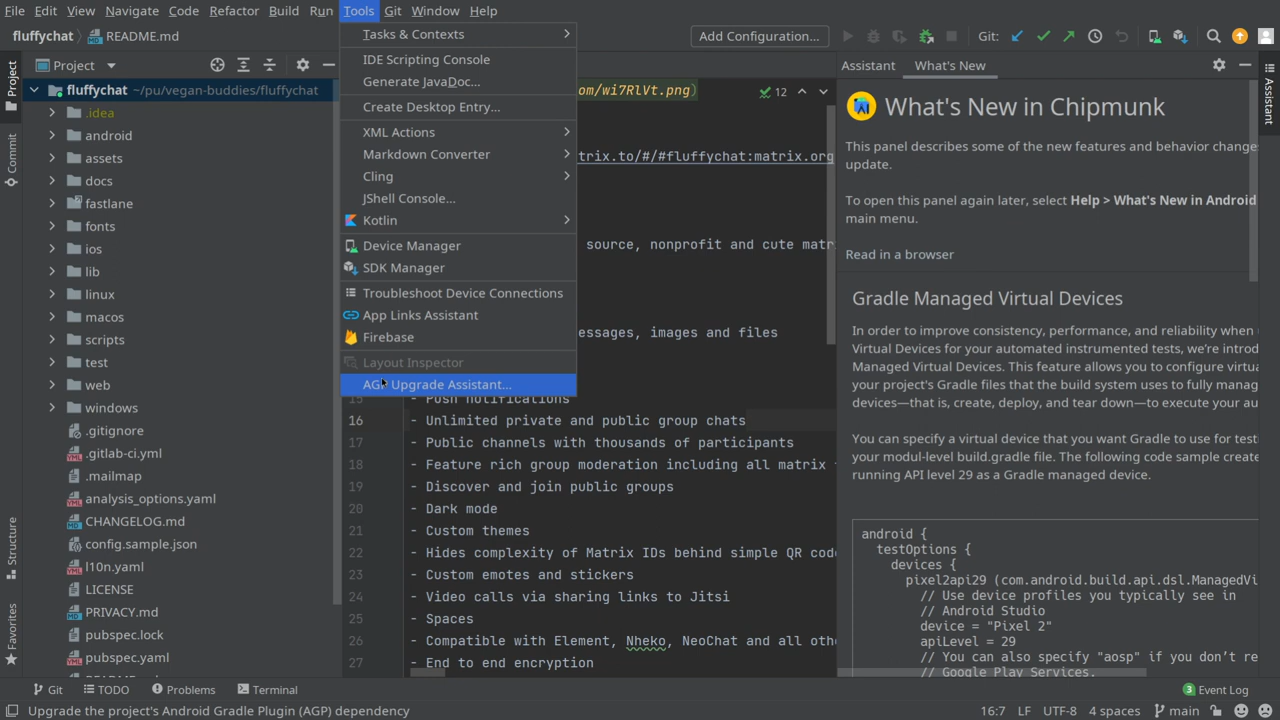 File Edit View Navigate Code Refactor Build Run Tools Git Window Help
fluffychat README.md Add Configuration... Git:
Project
Commit
Structure
Favorites
Project
fluffychat ~/pu/vegan-buddies/fluffychat
.idea
android
assets
docs
fastlane
fonts
ios
lib
linux
macos
scripts
test
web
windows
.gitignore
.gitlab-ci.yml
.mailmap
analysis_options.yaml
CHANGELOG.md
config.sample.json
l10n.yaml
LICENSE
PRIVACY.md
pubspec.lock
pubspec.yaml
Tasks & Contexts
IDE Scripting Console
Generate JavaDoc...
Create Desktop Entry...
XML Actions
Markdown Converter
Cling
JShell Console...
Kotlin
Device Manager
SDK Manager
Troubleshoot Device Connections
App Links Assistant
Firebase
Layout Inspector
AGP Upgrade Assistant...
om/wi7RlVt.png) 12
trix.to/#/#fluffychat:matrix.org
source, nonprofit and cute matr
essages, images and files
15 - Push notifications
16 - Unlimited private and public group chats
17 - Public channels with thousands of participants
18 - Feature rich group moderation including all matrix
19 - Discover and join public groups
20 - Dark mode
21 - Custom themes
22 - Hides complexity of Matrix IDs behind simple QR cod
23 - Custom emotes and stickers
24 - Video calls via sharing links to Jitsi
25 - Spaces
26 - Compatible with Element, Nheko, NeoChat and all oth
27 - End to end encryption
Assistant What's New
What's New in Chipmunk
This panel describes some of the new features and behavior change
update.
To open this panel again later, select Help > What's New in Android
main menu.
Read in a browser
Gradle Managed Virtual Devices
In order to improve consistency, performance, and reliability when
Virtual Devices for your automated instrumented tests, we're introd
Managed Virtual Devices. This feature allows you to configure virtua
your project's Gradle files that the build system uses to fully manag
devices—that is, create, deploy, and tear down—to execute your au
You can specify a virtual device that you want Gradle to use for test
your modul-level build.gradle file. The following code sample create
running API level 29 as a Gradle managed device.
android {
testOptions {
devices {
pixel2api29 (com.android.build.api.dsl.ManagedVi
// Use device profiles you typically see in
// Android Studio
device = "Pixel 2"
apiLevel = 29
// You can also specify "aosp" if you don't re
// Google Play Services.
Assistant
Git TODO Problems Terminal 3 Event Log
Upgrade the project's Android Gradle Plugin (AGP) dependency 16:7 LF UTF-8 4 spaces main